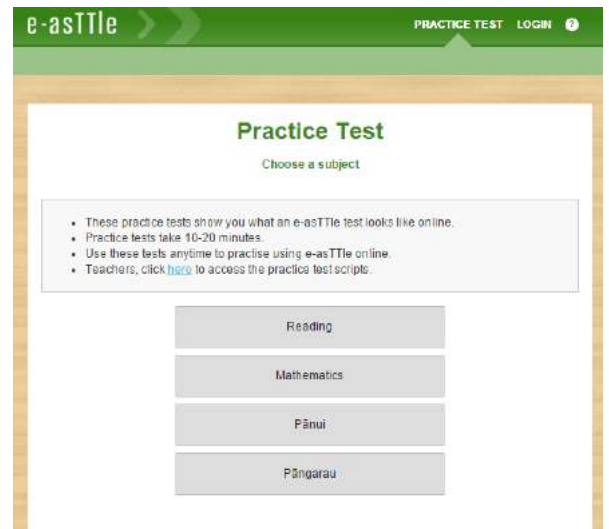 e-asTTle
PRACTICE TEST LOGIN ?
Practice Test
Choose a subject
• These practice tests show you what an e-asTTle test looks like online.
• Practice tests take 10-20 minutes.
• Use these tests anytime to practise using e-asTTle online.
• Teachers, click here to access the practice test scripts.
Reading
Mathematics
Pānui
Pāngarau